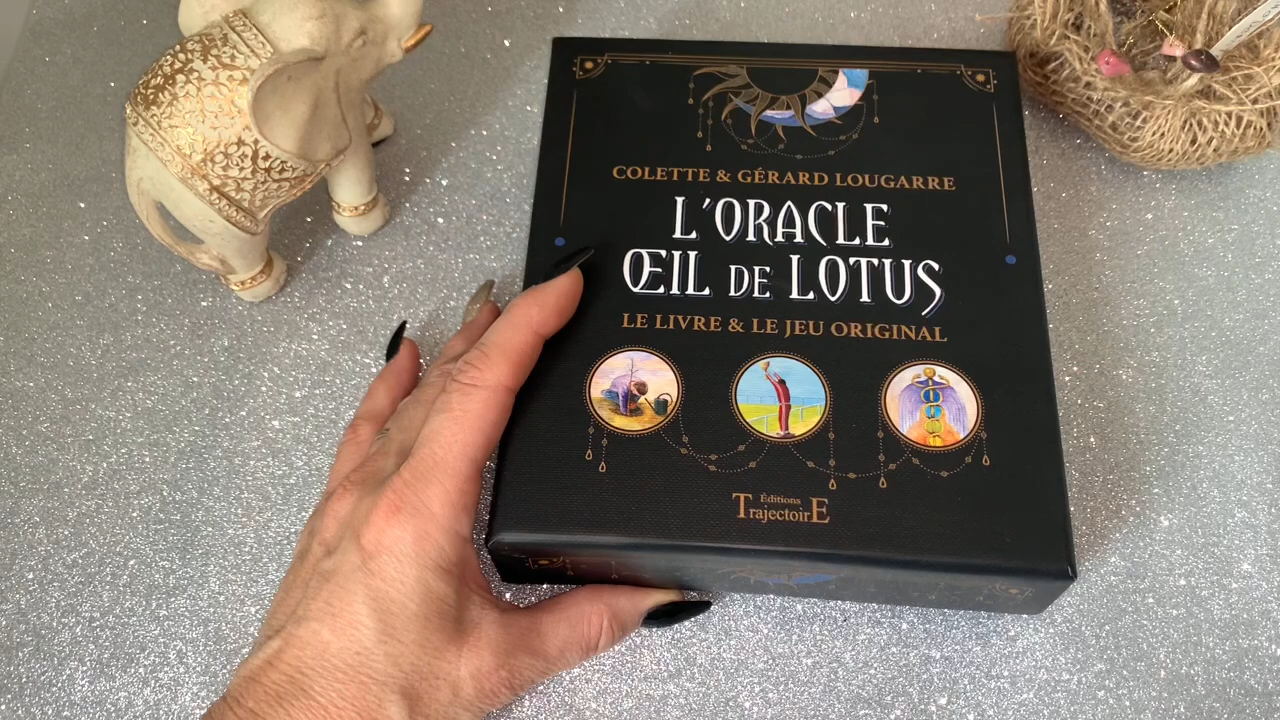 COLETTE & GÉRARD LOUGARRE
L'ORACLE
ŒIL DE LOTUS
LE LIVRE & LE JEU ORIGINAL
Éditions
TrajectoirE